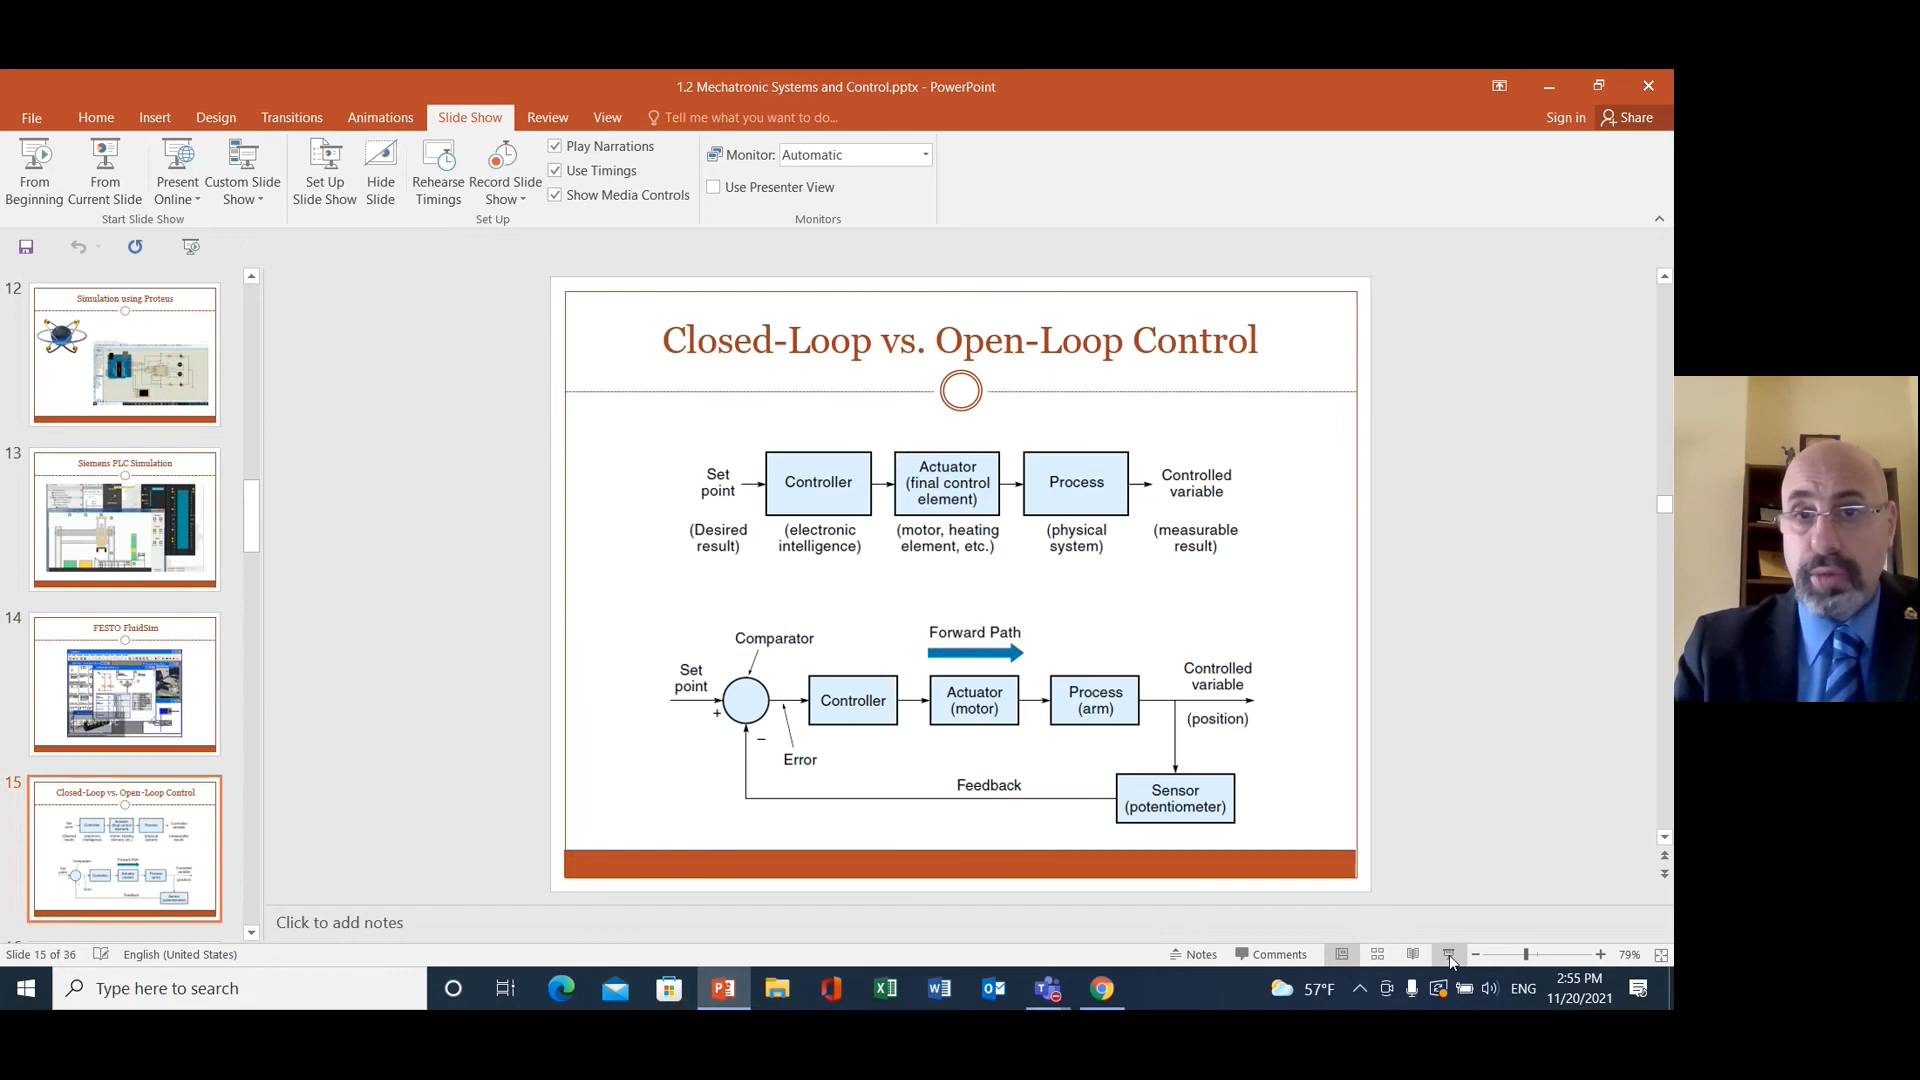 1.2 Mechatronic Systems and Control.pptx - PowerPoint
File Home Insert Design Transitions Animations Slide Show Review View Tell me what you want to do... Sign in Share
From Beginning
From Current Slide
Present Online
Custom Slide Show
Start Slide Show
Set Up Slide Show
Hide Slide
Rehearse Timings
Record Slide Show
Play Narrations
Use Timings
Show Media Controls
Set Up
Monitor: Automatic
Use Presenter View
Monitors
12
Simulation using Proteus
13
Siemens PLC Simulation
14
FESTO FluidSim
15
Closed-Loop vs. Open-Loop Control
Closed-Loop vs. Open-Loop Control
Set
point
Controller
Actuator
(final control
element)
Process
Controlled
variable
(Desired
result)
(electronic
intelligence)
(motor, heating
element, etc.)
(physical
system)
(measurable
result)
Comparator
Forward Path
Set
point
+
−
Error
Controller
Actuator
(motor)
Process
(arm)
Controlled
variable
(position)
Feedback
Sensor
(potentiometer)
Click to add notes
Slide 15 of 36 English (United States) Notes Comments 79%
Type here to search
57°F ENG
2:55 PM
11/20/2021